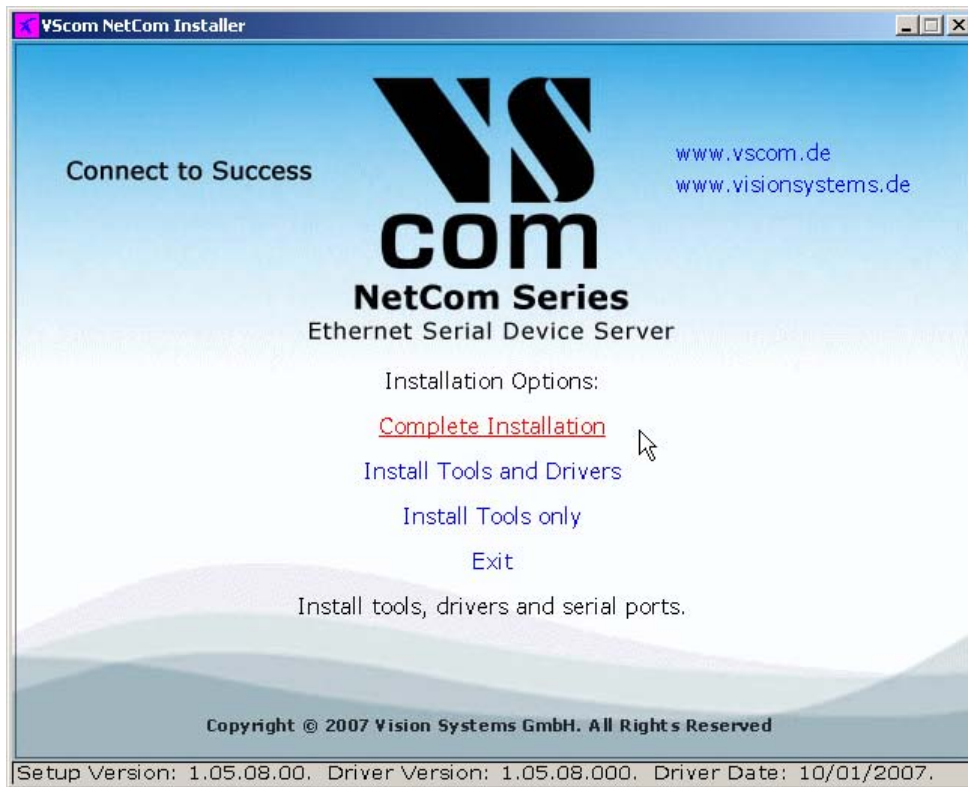 VScom NetCom Installer
Connect to Success
VS
com
www.vscom.de
www.visionsystems.de
NetCom Series
Ethernet Serial Device Server
Installation Options:
Complete Installation
Install Tools and Drivers
Install Tools only
Exit
Install tools, drivers and serial ports.
Copyright © 2007 Vision Systems GmbH. All Rights Reserved
Setup Version: 1.05.08.00. Driver Version: 1.05.08.000. Driver Date: 10/01/2007.